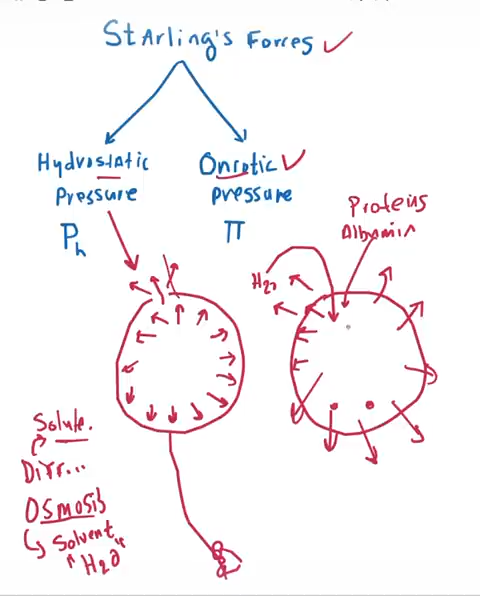 Starling's Forces
Hydrostatic
Pressure
Ph
Oncotic
pressure
π
Proteins
Albumin
H2O
Solute.
Diff...
Osmosis
Solvent
H2O